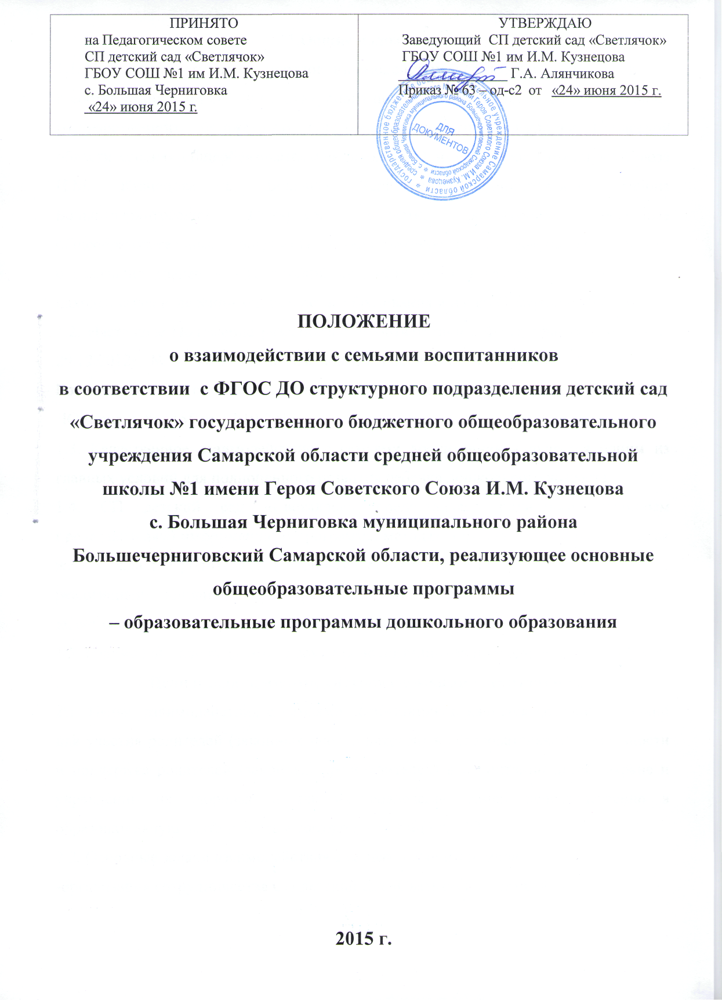 ПРИНЯТО
на Педагогическом совете
СП детский сад «Светлячок»
ГБОУ СОШ №1 им И.М. Кузнецова
с. Большая Черниговка
«24» июня 2015 г.
УТВЕРЖДАЮ
Заведующий СП детский сад «Светлячок»
ГБОУ СОШ №1 им И.М. Кузнецова
Г.А. Алянчикова
Приказ № 63 – од-с2 от «24» июня 2015 г.
ДЛЯ
ДОКУМЕНТОВ
ПОЛОЖЕНИЕ
о взаимодействии с семьями воспитанников
в соответствии с ФГОС ДО структурного подразделения детский сад
«Светлячок» государственного бюджетного общеобразовательного
учреждения Самарской области средней общеобразовательной
школы №1 имени Героя Советского Союза И.М. Кузнецова
с. Большая Черниговка муниципального района
Большечерниговский Самарской области, реализующее основные
общеобразовательные программы
– образовательные программы дошкольного образования
2015 г.